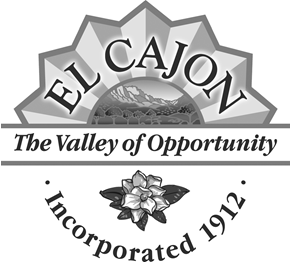 EL CAJON
The Valley of Opportunity
· Incorporated 1912 ·